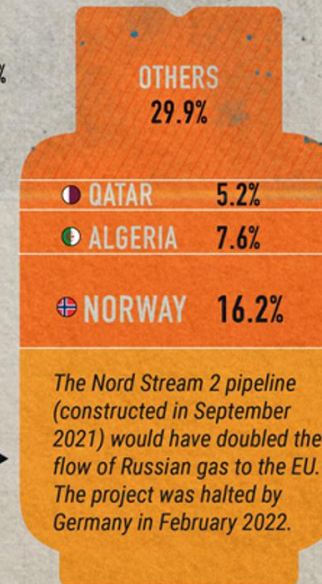 %
OTHERS
29.9%
QATAR 5.2%
ALGERIA 7.6%
NORWAY 16.2%
The Nord Stream 2 pipeline
(constructed in September
2021) would have doubled the
flow of Russian gas to the EU.
The project was halted by
Germany in February 2022.